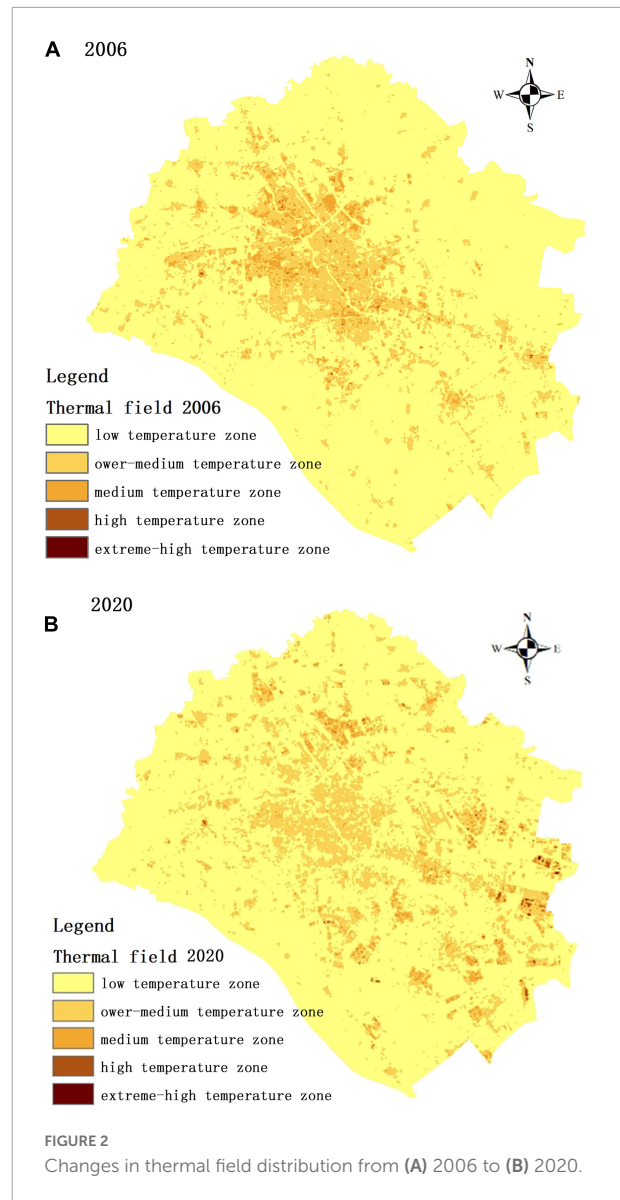 A 2006
N
W E
S
Legend
Thermal field 2006
low temperature zone
ower-medium temperature zone
medium temperature zone
high temperature zone
extreme-high temperature zone
B 2020
N
W E
S
Legend
Thermal field 2020
low temperature zone
ower-medium temperature zone
medium temperature zone
high temperature zone
extreme-high temperature zone
FIGURE 2
Changes in thermal field distribution from (A) 2006 to (B) 2020.